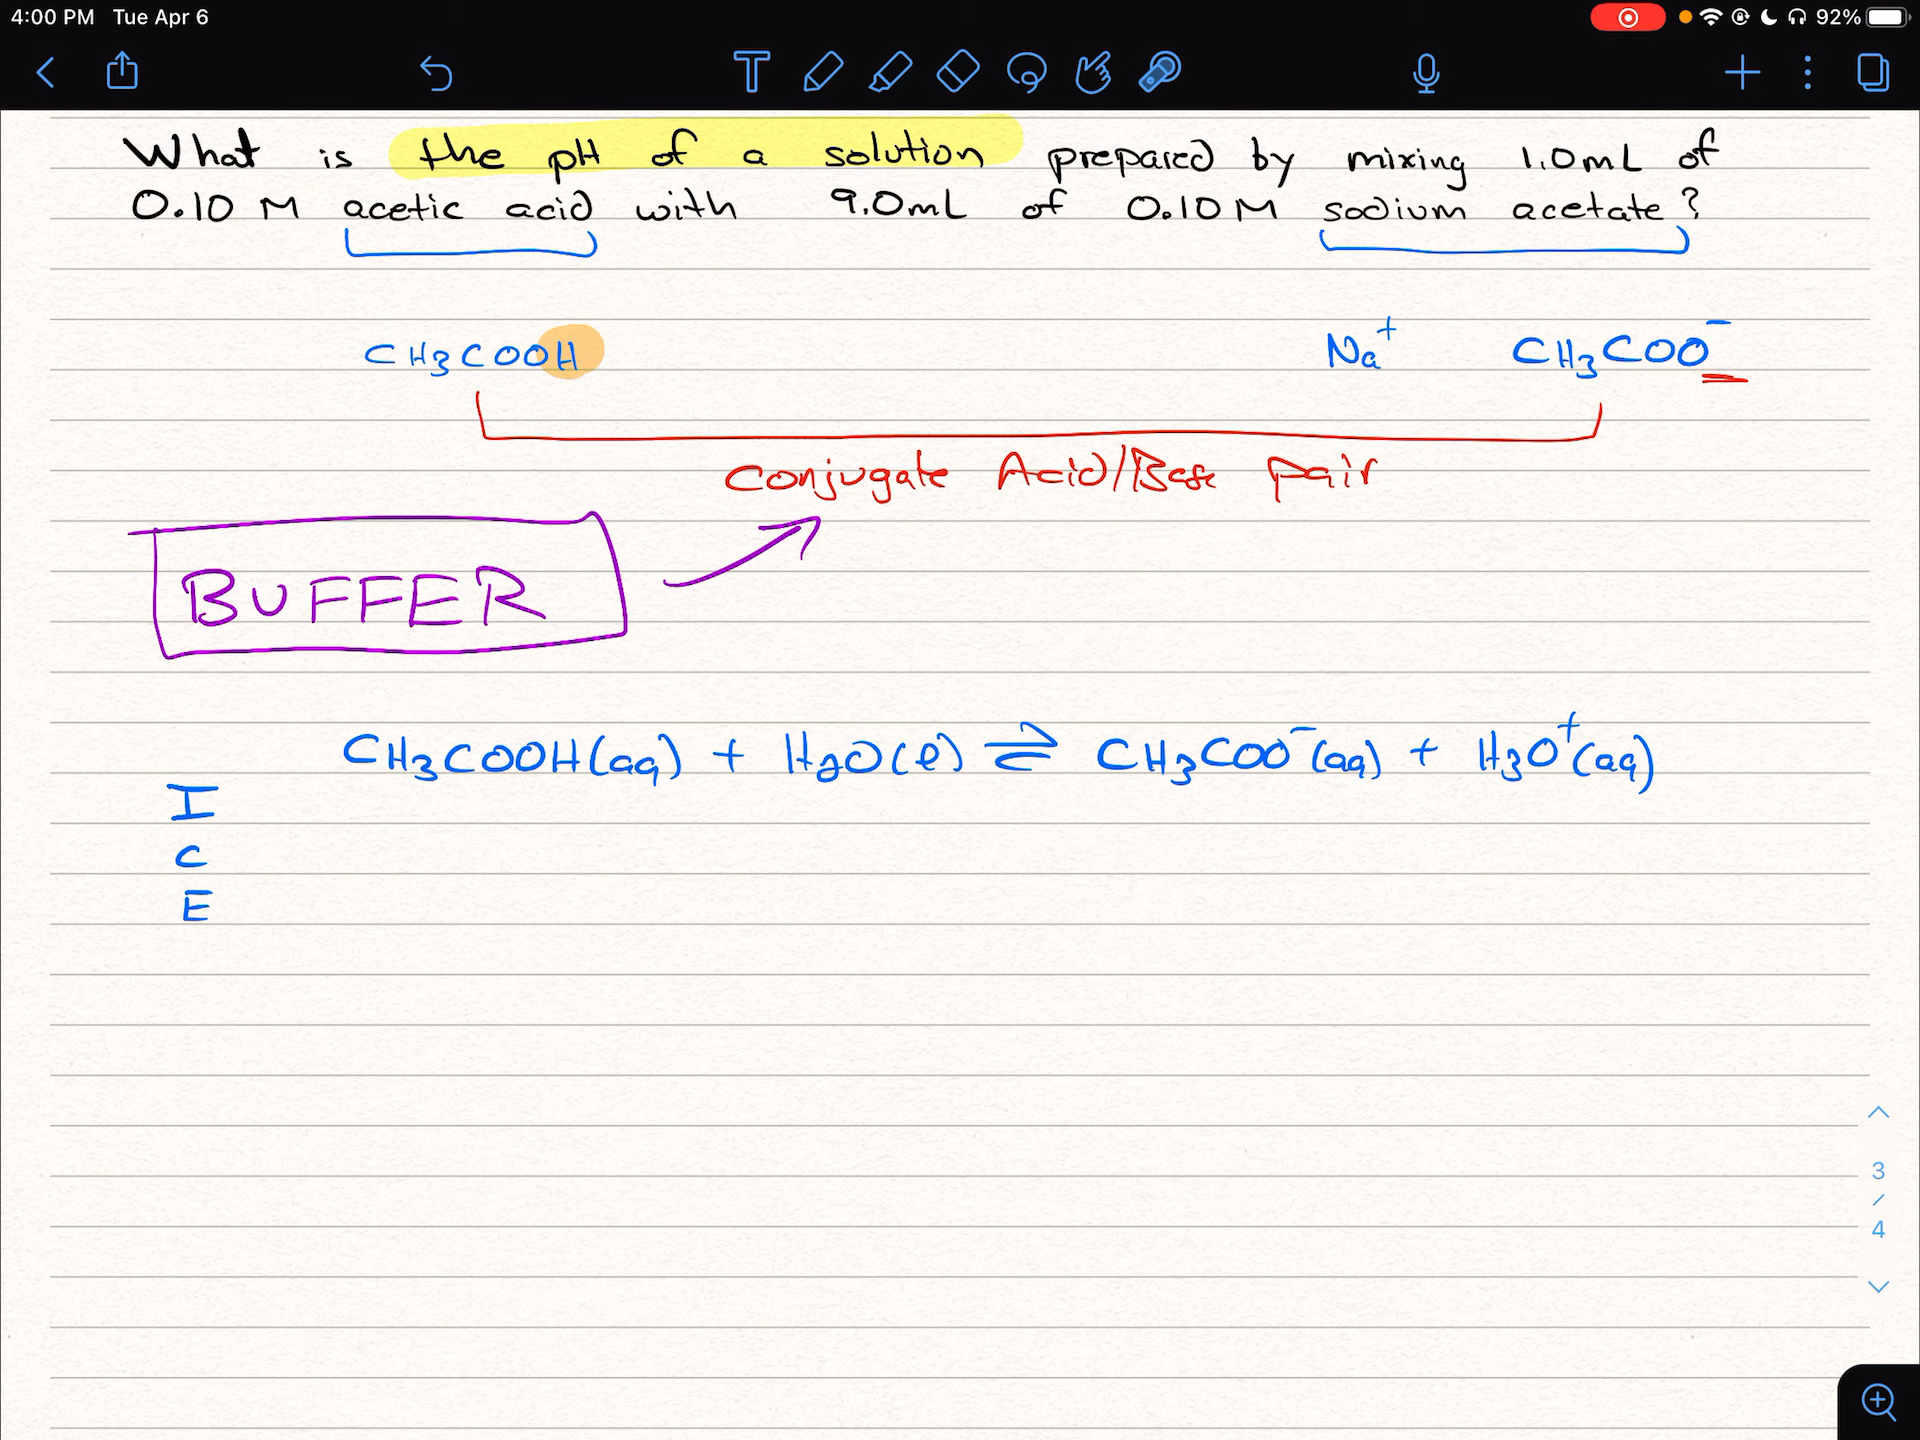 4:00 PM Tue Apr 6 92%
T
What is the pH of a solution prepared by mixing 1.0mL of
0.10 M acetic acid with 9.0mL of 0.10M sodium acetate?
CH₃COOH Na⁺ CH₃COO⁻
Conjugate Acid/Base pair
BUFFER
CH₃COOH(aq) + H₂O(l) ⇌ CH₃COO⁻(aq) + H₃O⁺(aq)
I
C
E
3
/
4